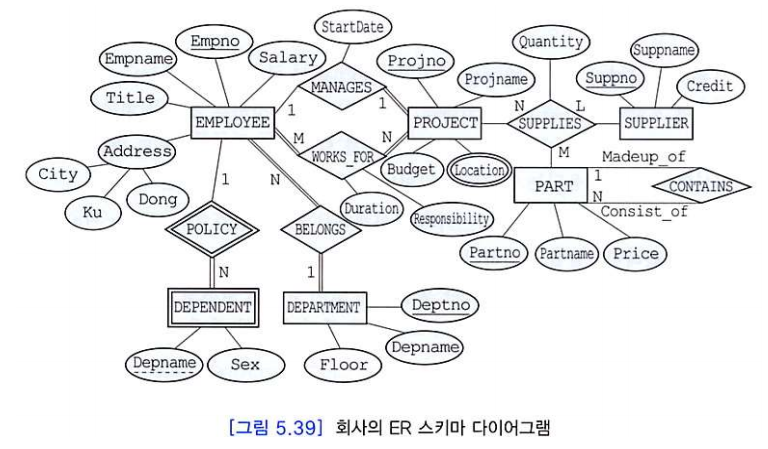 StartDate
Empno
Projno
Quantity
Suppname
Empname
Salary
Projname
Suppno
Credit
MANAGES
Title
1
1
N
L
EMPLOYEE
PROJECT
SUPPLIES
SUPPLIER
M
N
M
Address
WORKS_FOR
Budget
Location
Madeup_of
City
1
PART
1
CONTAINS
N
N
Ku
Dong
Duration
Responsibility
Consist_of
POLICY
BELONGS
Partno
Partname
Price
N
1
DEPENDENT
DEPARTMENT
Deptno
Depname
Depname
Sex
Floor
[그림 5.39] 회사의 ER 스키마 다이어그램